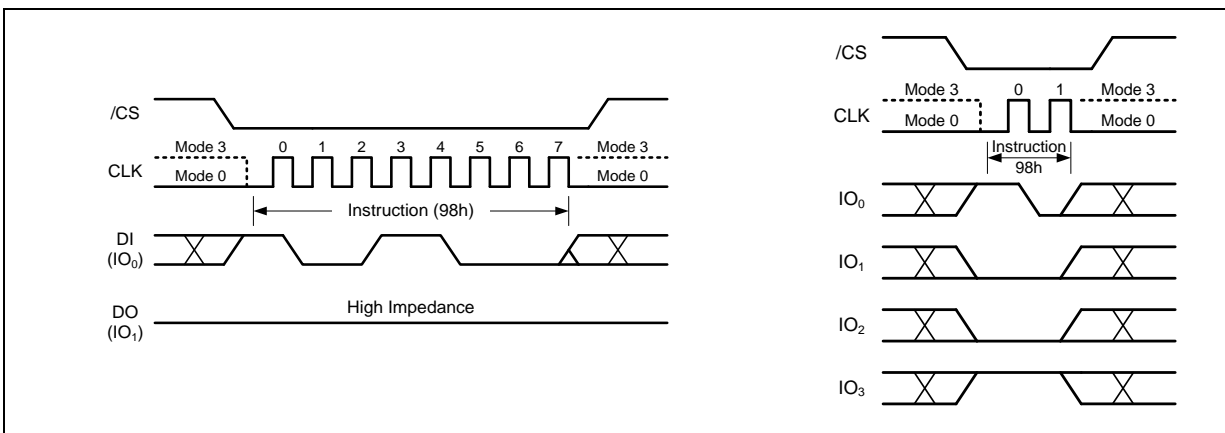 /CS
Mode 3 0 1 2 3 4 5 6 7 Mode 3
CLK
Mode 0 Mode 0
Instruction (98h)
DI
(IO₀)
High Impedance
DO
(IO₁)
/CS
Mode 3 0 1 Mode 3
CLK
Mode 0 Mode 0
Instruction
98h
IO₀
IO₁
IO₂
IO₃